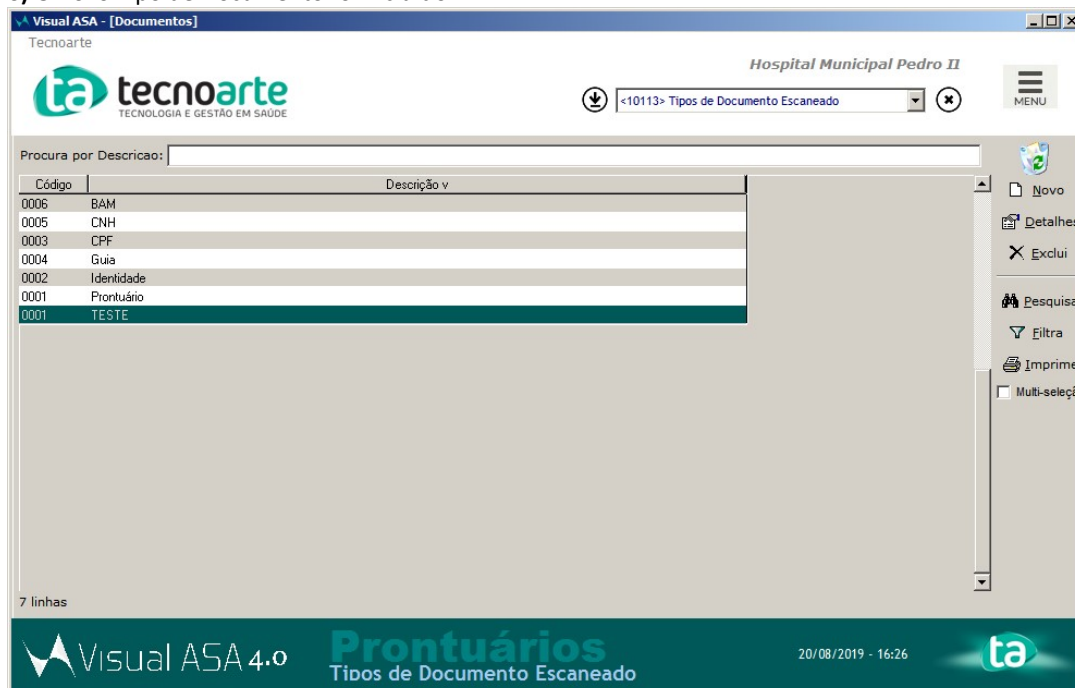 Visual ASA - [Documentos]
Tecnoarte
ta tecnoarte
TECNOLOGIA E GESTÃO EM SAÚDE
Hospital Municipal Pedro II
<10113> Tipos de Documento Escaneado
MENU
Procura por Descricao:
Código Descrição v
0006 BAM
0005 CNH
0003 CPF
0004 Guia
0002 Identidade
0001 Prontuário
0001 TESTE
Novo
Detalhes
Exclui
Pesquisa
Filtra
Imprime
Multi-seleçã
7 linhas
Visual ASA 4.0
Prontuários
Tipos de Documento Escaneado
20/08/2019 - 16:26
ta